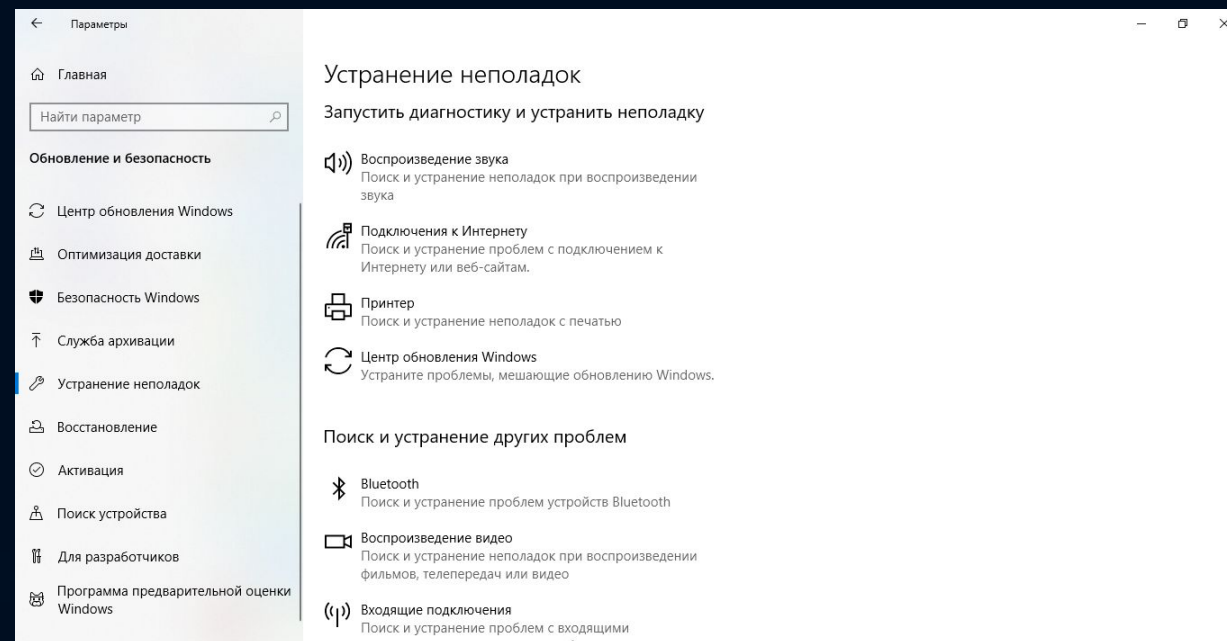 Параметры
Главная
Найти параметр
Обновление и безопасность
Центр обновления Windows
Оптимизация доставки
Безопасность Windows
Служба архивации
Устранение неполадок
Восстановление
Активация
Поиск устройства
Для разработчиков
Программа предварительной оценки
Windows
Устранение неполадок
Запустить диагностику и устранить неполадку
Воспроизведение звука
Поиск и устранение неполадок при воспроизведении
звука
Подключения к Интернету
Поиск и устранение проблем с подключением к
Интернету или веб-сайтам.
Принтер
Поиск и устранение неполадок с печатью
Центр обновления Windows
Устраните проблемы, мешающие обновлению Windows.
Поиск и устранение других проблем
Bluetooth
Поиск и устранение проблем устройств Bluetooth
Воспроизведение видео
Поиск и устранение неполадок при воспроизведении
фильмов, телепередач или видео
Входящие подключения
Поиск и устранение проблем с входящими